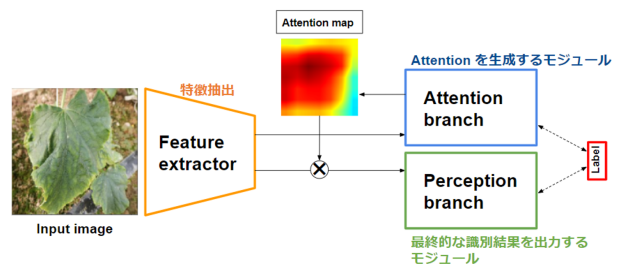 Attention map
Attention を生成するモジュール
特徴抽出
Attention
branch
Feature
extractor
Label
Perception
branch
Input image
最終的な識別結果を出力する
モジュール